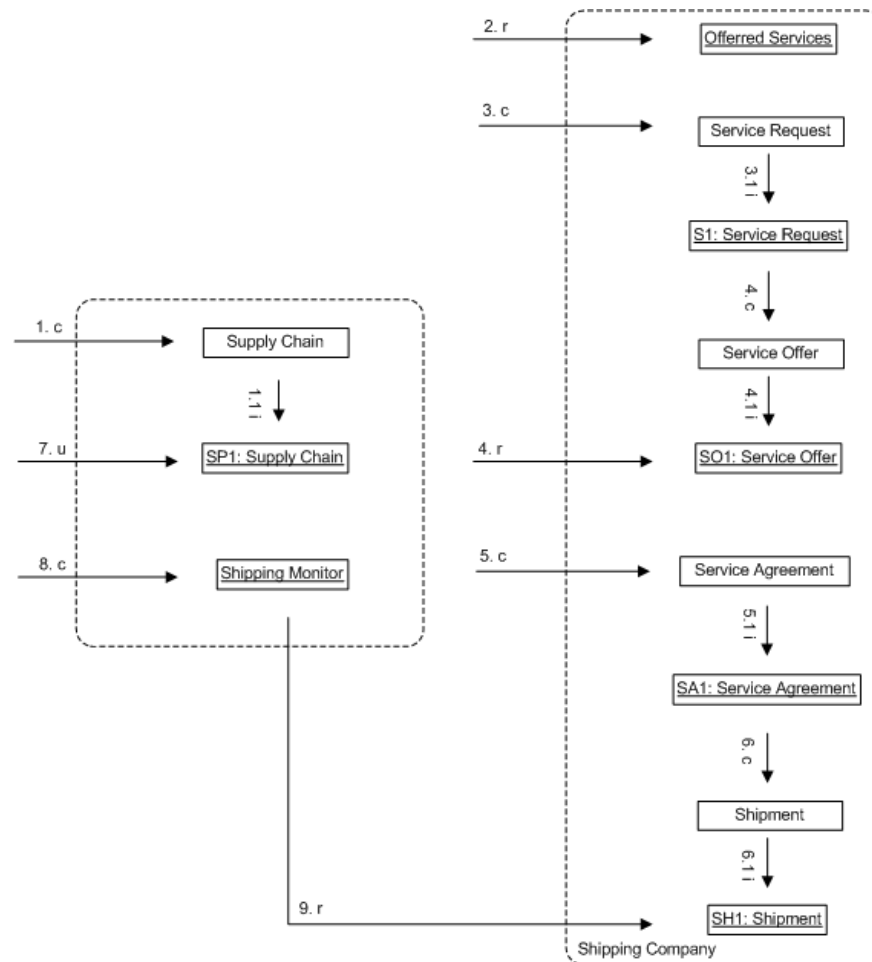 2. r
Offerred Services
3. c
Service Request
3.1 i
S1: Service Request
4. c
1. c
Supply Chain
Service Offer
1.1 i
4.1 i
7. u
SP1: Supply Chain
4. r
SO1: Service Offer
8. c
Shipping Monitor
5. c
Service Agreement
5.1 i
SA1: Service Agreement
6. c
Shipment
6.1 i
9. r
SH1: Shipment
Shipping Company